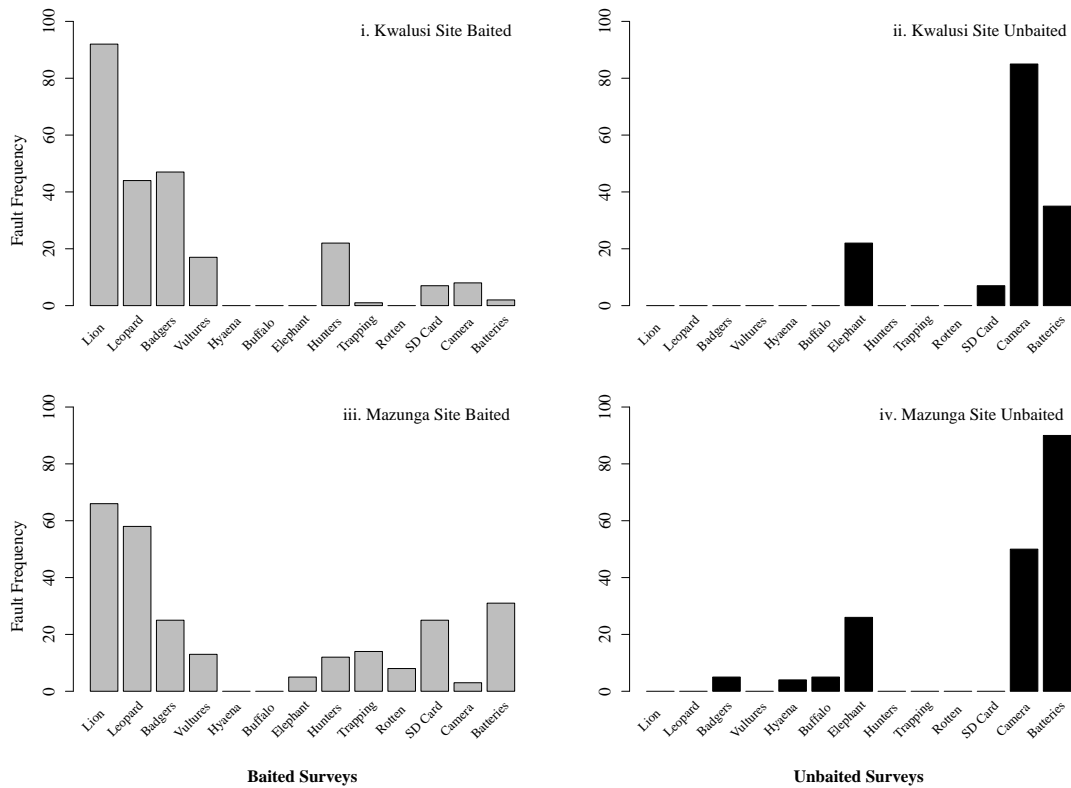 i. Kwalusi Site Baited
Fault Frequency
0 20 40 60 80 100
Lion Leopard Badgers Vultures Hyaena Buffalo Elephant Hunters Trapping Rotten SD Card Camera Batteries
ii. Kwalusi Site Unbaited
0 20 40 60 80 100
Lion Leopard Badgers Vultures Hyaena Buffalo Elephant Hunters Trapping Rotten SD Card Camera Batteries
iii. Mazunga Site Baited
Fault Frequency
0 20 40 60 80 100
Lion Leopard Badgers Vultures Hyaena Buffalo Elephant Hunters Trapping Rotten SD Card Camera Batteries
Baited Surveys
iv. Mazunga Site Unbaited
0 20 40 60 80 100
Lion Leopard Badgers Vultures Hyaena Buffalo Elephant Hunters Trapping Rotten SD Card Camera Batteries
Unbaited Surveys